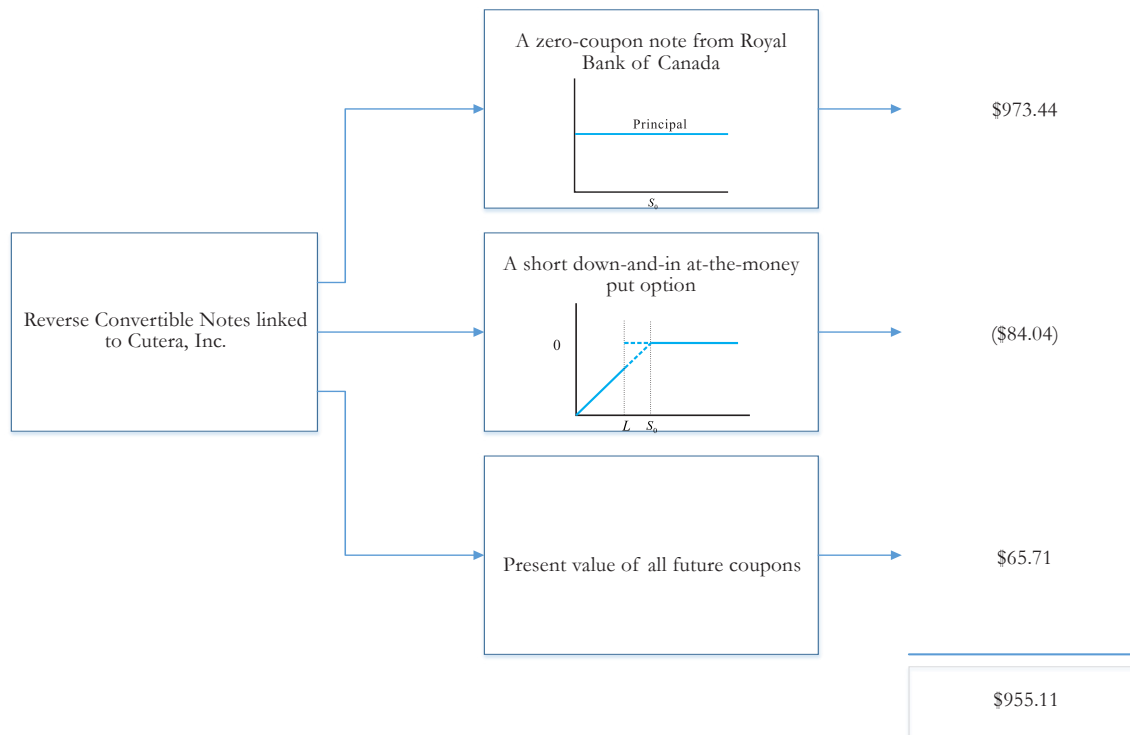 A zero-coupon note from Royal
Bank of Canada
Principal
S₀
$973.44
Reverse Convertible Notes linked
to Cutera, Inc.
A short down-and-in at-the-money
put option
0
L S₀
($84.04)
Present value of all future coupons
$65.71
$955.11